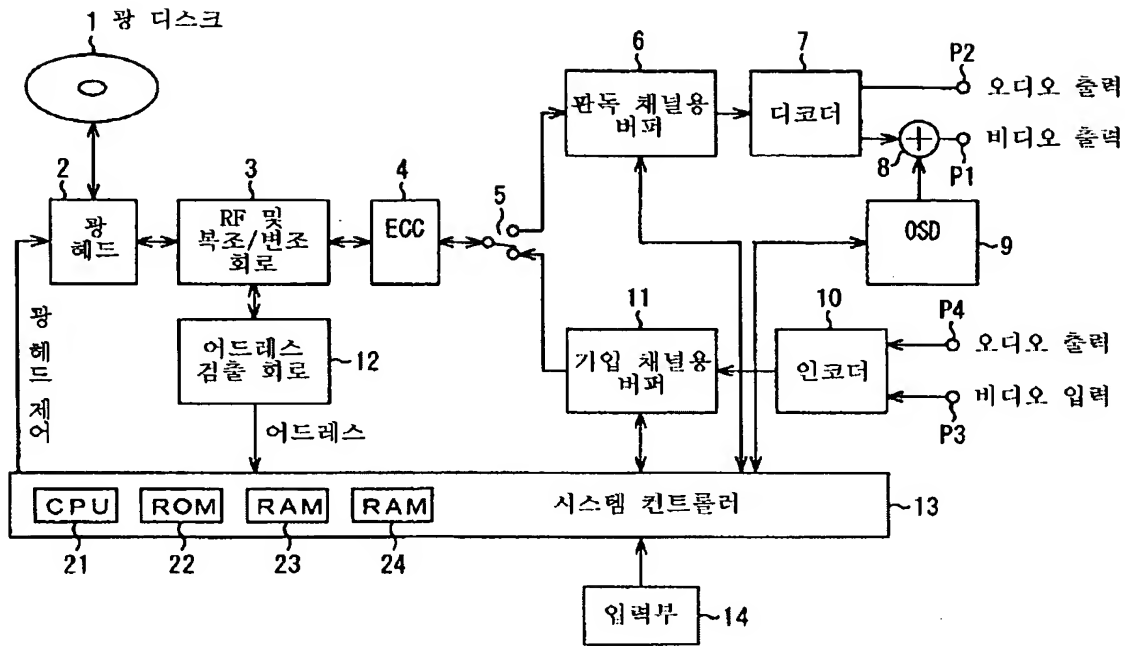 1 광 디스크
2
광
헤드
3
RF 및
복조/변조
회로
4
ECC
5
6
판독 채널용
버퍼
7
디코더
P2
오디오 출력
8
비디오 출력
P1
OSD
9
11
기입 채널용
버퍼
10
인코더
P4
오디오 출력
비디오 입력
P3
어드레스
검출 회로
12
광 헤드 제어
어드레스
CPU
ROM
RAM
RAM
시스템 컨트롤러
13
21
22
23
24
입력부
14